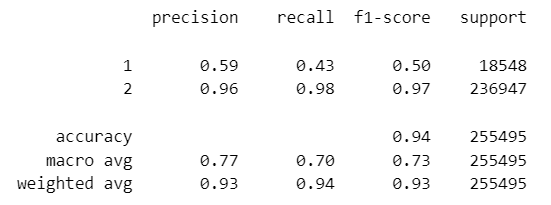 precision recall f1-score support
1 0.59 0.43 0.50 18548
2 0.96 0.98 0.97 236947
accuracy 0.94 255495
macro avg 0.77 0.70 0.73 255495
weighted avg 0.93 0.94 0.93 255495